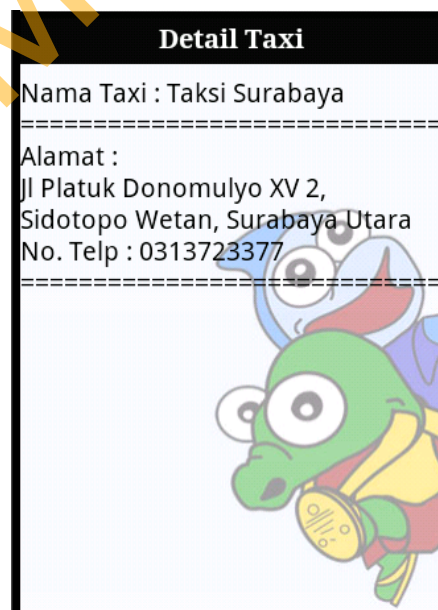 Detail Taxi
Nama Taxi : Taksi Surabaya
==============================
Alamat :
Jl Platuk Donomulyo XV 2,
Sidotopo Wetan, Surabaya Utara
No. Telp : 0313723377
==============================